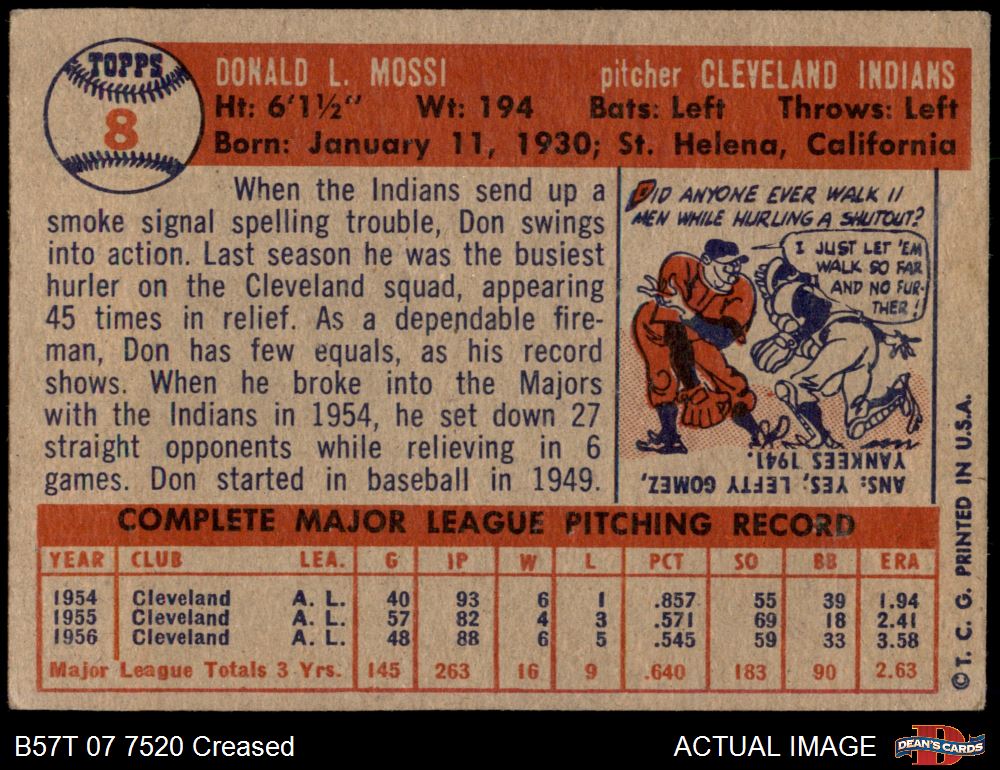 TOPPS
8
DONALD L. MOSSI pitcher CLEVELAND INDIANS
Ht: 6'1½" Wt: 194 Bats: Left Throws: Left
Born: January 11, 1930; St. Helena, California
When the Indians send up a
smoke signal spelling trouble, Don swings
into action. Last season he was the busiest
hurler on the Cleveland squad, appearing
45 times in relief. As a dependable fire-
man, Don has few equals, as his record
shows. When he broke into the Majors
with the Indians in 1954, he set down 27
straight opponents while relieving in 6
games. Don started in baseball in 1949.
DID ANYONE EVER WALK 11
MEN WHILE HURLING A SHUTOUT?
I JUST LET 'EM
WALK SO FAR
AND NO FUR-
THER!
ANS: YES, LEFTY GOMEZ,
YANKEES 1941.
COMPLETE MAJOR LEAGUE PITCHING RECORD
YEAR CLUB LEA. G IP W L PCT SO BB ERA
1954 Cleveland A. L. 40 93 6 1 .857 55 39 1.94
1955 Cleveland A. L. 57 82 4 3 .571 69 18 2.41
1956 Cleveland A. L. 48 88 6 5 .545 59 33 3.58
Major League Totals 3 Yrs. 145 263 16 9 .640 183 90 2.63
©T. C. G. PRINTED IN U.S.A.
B57T 07 7520 Creased
ACTUAL IMAGE
DEAN'S CARDS